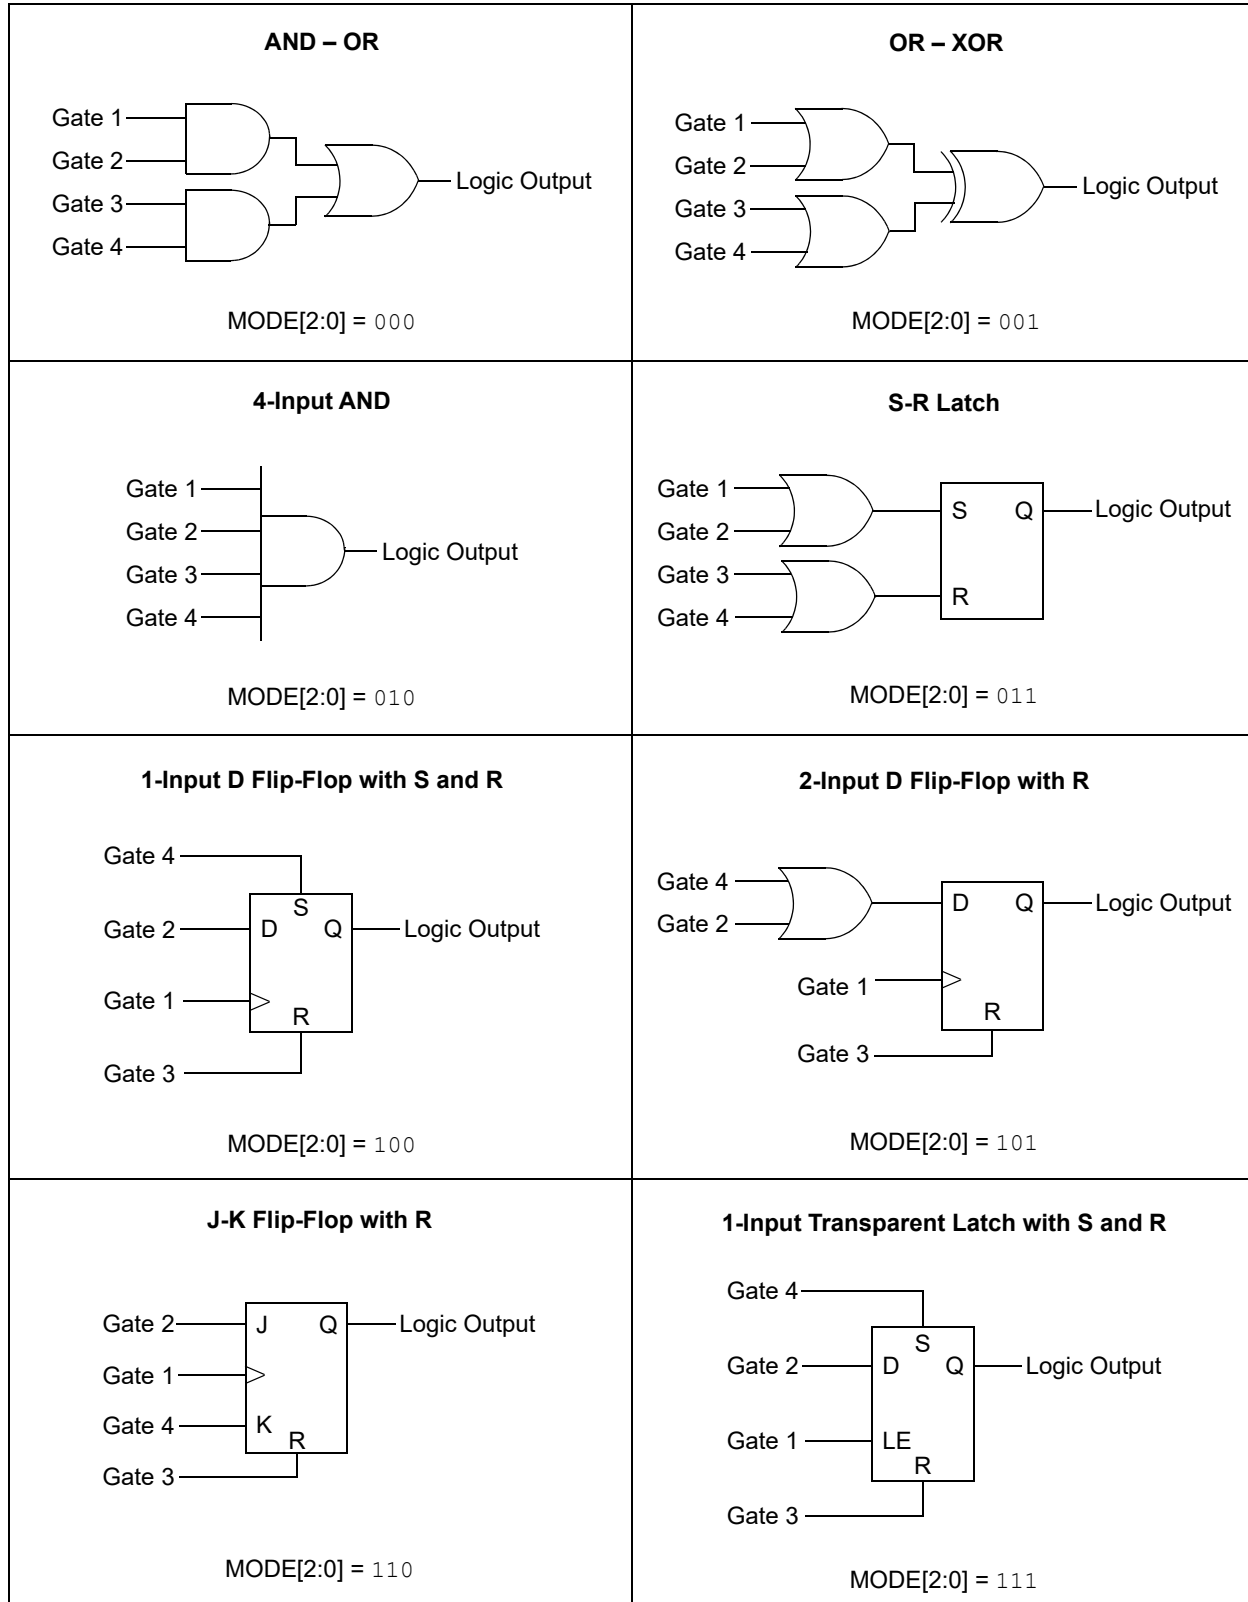 AND – OR
Gate 1
Gate 2
Gate 3
Gate 4
Logic Output
MODE[2:0] = 000
OR – XOR
Gate 1
Gate 2
Gate 3
Gate 4
Logic Output
MODE[2:0] = 001
4-Input AND
Gate 1
Gate 2
Gate 3
Gate 4
Logic Output
MODE[2:0] = 010
S-R Latch
Gate 1
Gate 2
Gate 3
Gate 4
S Q
R
Logic Output
MODE[2:0] = 011
1-Input D Flip-Flop with S and R
Gate 4
S
Gate 2
D Q
Logic Output
Gate 1
R
Gate 3
MODE[2:0] = 100
2-Input D Flip-Flop with R
Gate 4
Gate 2
D Q
Logic Output
Gate 1
R
Gate 3
MODE[2:0] = 101
J-K Flip-Flop with R
Gate 2
J Q
Logic Output
Gate 1
Gate 4
K
R
Gate 3
MODE[2:0] = 110
1-Input Transparent Latch with S and R
Gate 4
S
Gate 2
D Q
Logic Output
Gate 1
LE
R
Gate 3
MODE[2:0] = 111